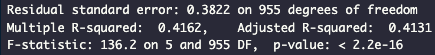 Residual standard error: 0.3822 on 955 degrees of freedom
Multiple R-squared:  0.4162,    Adjusted R-squared:  0.4131
F-statistic: 136.2 on 5 and 955 DF,  p-value: < 2.2e-16